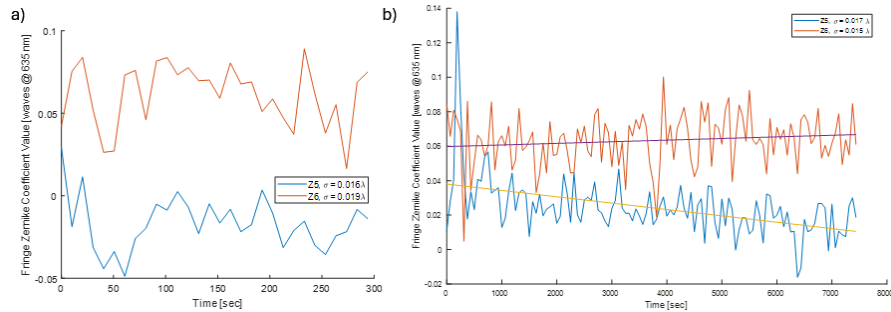 a)
Fringe Zernike Coefficient Value [waves @ 635 nm]
0.1
0.05
0
-0.05
0
50
100
150
200
250
300
Time [sec]
Z5, σ = 0.016 λ
Z6, σ = 0.019 λ
b)
Fringe Zernike Coefficient Value [waves @ 635 nm]
0.14
0.12
0.1
0.08
0.06
0.04
0.02
0
-0.02
0
1000
2000
3000
4000
5000
6000
7000
8000
Time [sec]
Z5, σ = 0.017 λ
Z6, σ = 0.015 λ